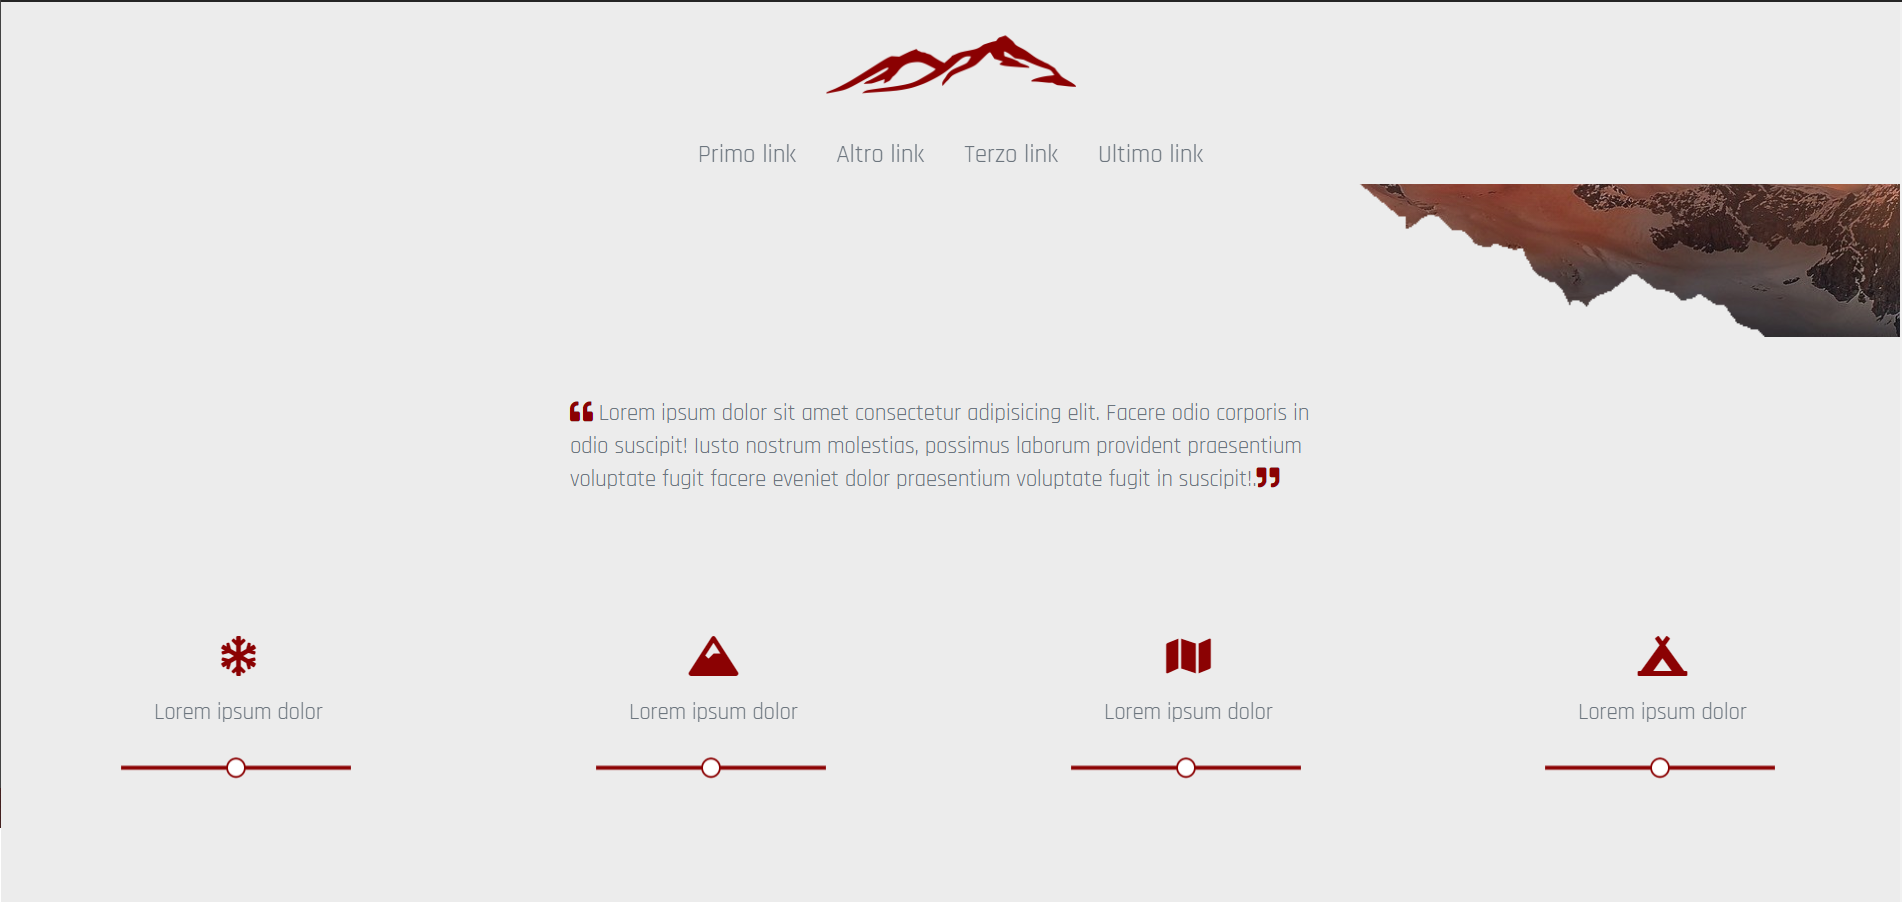 Primo link Altro link Terzo link Ultimo link
❝ Lorem ipsum dolor sit amet consectetur adipisicing elit. Facere odio corporis in
odio suscipit! Iusto nostrum molestias, possimus laborum provident praesentium
voluptate fugit facere eveniet dolor praesentium voluptate fugit in suscipit!.❞
Lorem ipsum dolor
Lorem ipsum dolor
Lorem ipsum dolor
Lorem ipsum dolor